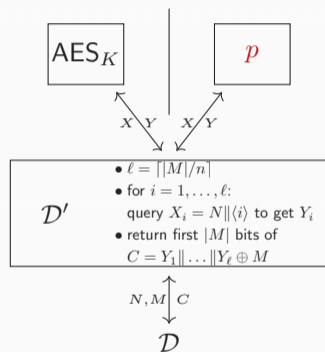 AES_K p
X Y X Y
• ℓ = ⌈|M|/n⌉
• for i = 1, . . . , ℓ:
D′ query X_i = N∥⟨i⟩ to get Y_i
• return first |M| bits of
C = Y_1∥ . . . ∥Y_ℓ ⊕ M
N, M C
D